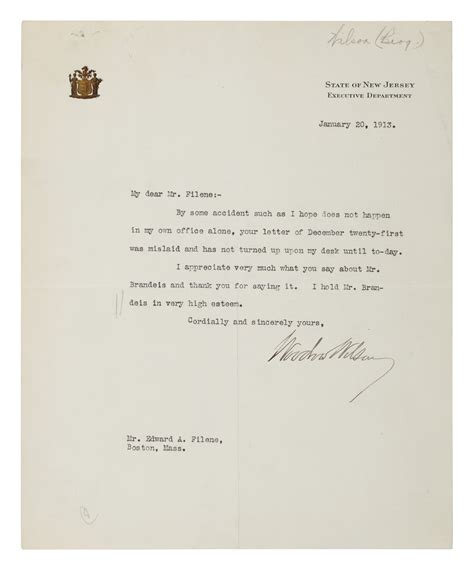 Wilson (Biog.)
STATE OF NEW JERSEY
EXECUTIVE DEPARTMENT
January 20, 1913.
My dear Mr. Filene:-
By some accident such as I hope does not happen
in my own office alone, your letter of December twenty-first
was mislaid and has not turned up upon my desk until to-day.
I appreciate very much what you say about Mr.
Brandeis and thank you for saying it. I hold Mr. Bran-
deis in very high esteem.
Cordially and sincerely yours,
Woodrow Wilson
Mr. Edward A. Filene,
Boston, Mass.